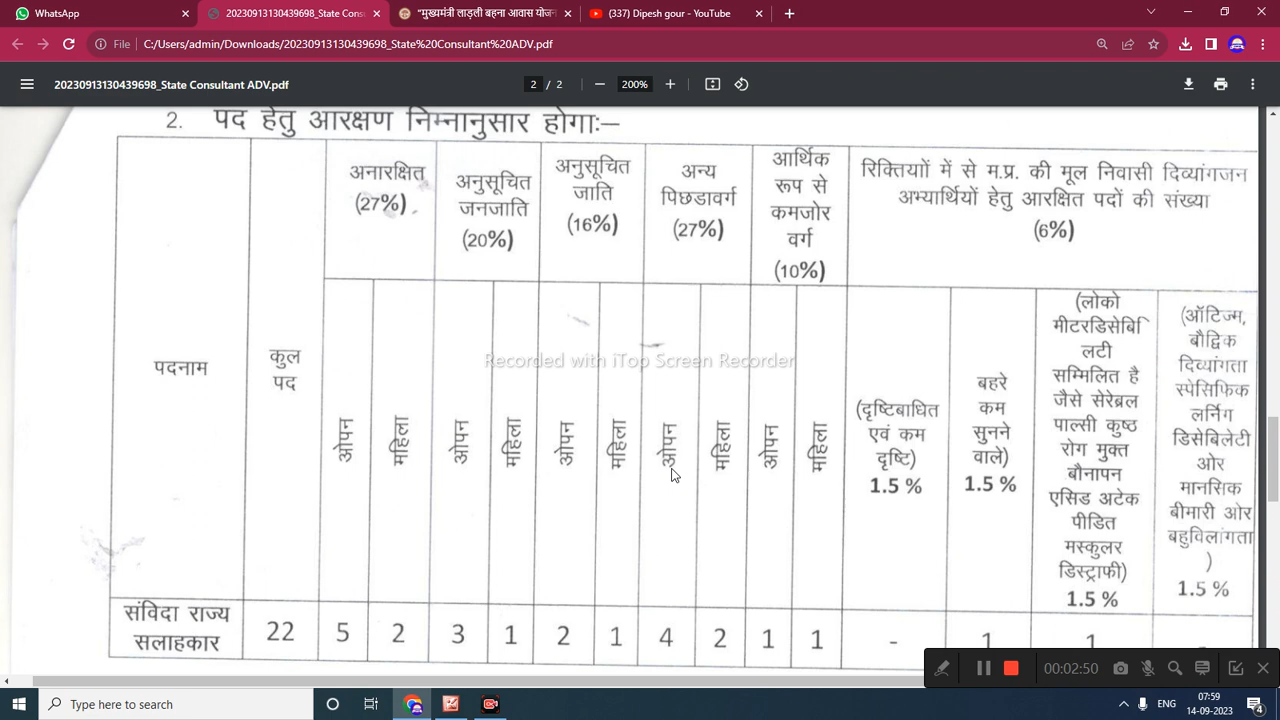 WhatsApp
20230913130439698_State Cons
"मुख्यमंत्री लाड़ली बहना आवास योजन
(337) Dipesh gour - YouTube
File
C:/Users/admin/Downloads/20230913130439698_State%20Consultant%20ADV.pdf
20230913130439698_State Consultant ADV.pdf
2 / 2
200%
2. पद हेतु आरक्षण निम्नानुसार होगाः–
पदनाम
कुल
पद
अनारक्षित
(27%)
अनुसूचित
जनजाति
(20%)
अनुसूचित
जाति
(16%)
अन्य
पिछडावर्ग
(27%)
आर्थिक
रूप से
कमजोर
वर्ग
(10%)
रिक्तियाों में से म.प्र. की मूल निवासी दिव्यांगजन
अभ्यार्थियों हेतु आरक्षित पदों की संख्या
(6%)
ओपन
महिला
ओपन
महिला
ओपन
महिला
ओपन
महिला
ओपन
महिला
(दृष्टिबाधित
एवं कम
दृष्टि)
1.5 %
बहरे
कम
सुनने
वाले)
1.5 %
(लोको
मीटरडिसेबिि
लटी
सम्मिलित है
जैसे सेरेब्रल
पाल्सी कुष्ठ
रोग मुक्त
बौनापन
एसिड अटेक
पीडित
मस्कुलर
डिस्ट्राफी)
1.5 %
(ऑटिज्म,
बौद्विक
दिव्यांगता
स्पेसिफिक
लर्निग
डिसेबिलेटी
ओर
मानसिक
बीमारी ओर
बहुविलांगता
)
1.5 %
Recorded with iTop Screen Recorder
संविदा राज्य
सलाहकार
22 5 2 3 1 2 1 4 2 1 1 - 1 1 -
00:02:50
Type here to search
ENG
07:59
14-09-2023
4